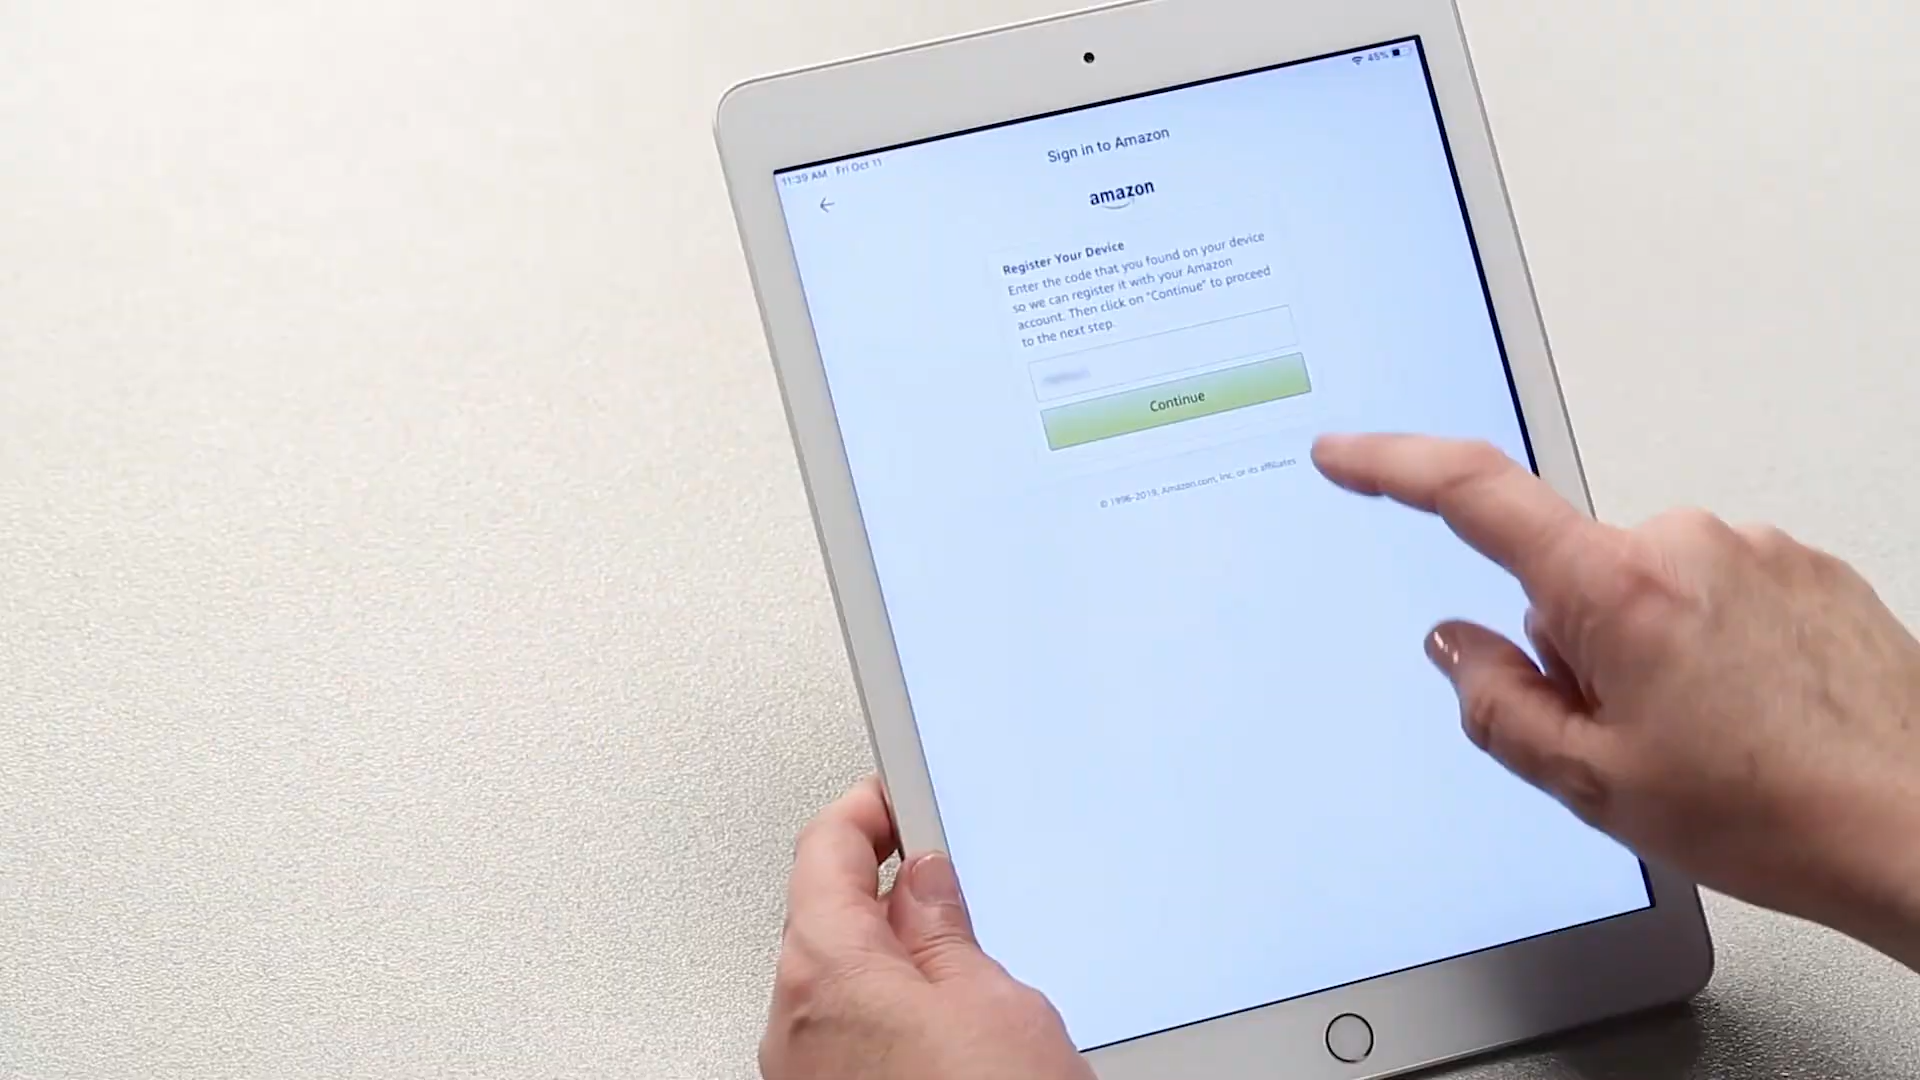 11:39 AM Fri Oct 11
45%
Sign in to Amazon
amazon
Register Your Device
Enter the code that you found on your device
so we can register it with your Amazon
account. Then click on "Continue" to proceed
to the next step.
Continue
© 1996-2019, Amazon.com, Inc. or its affiliates